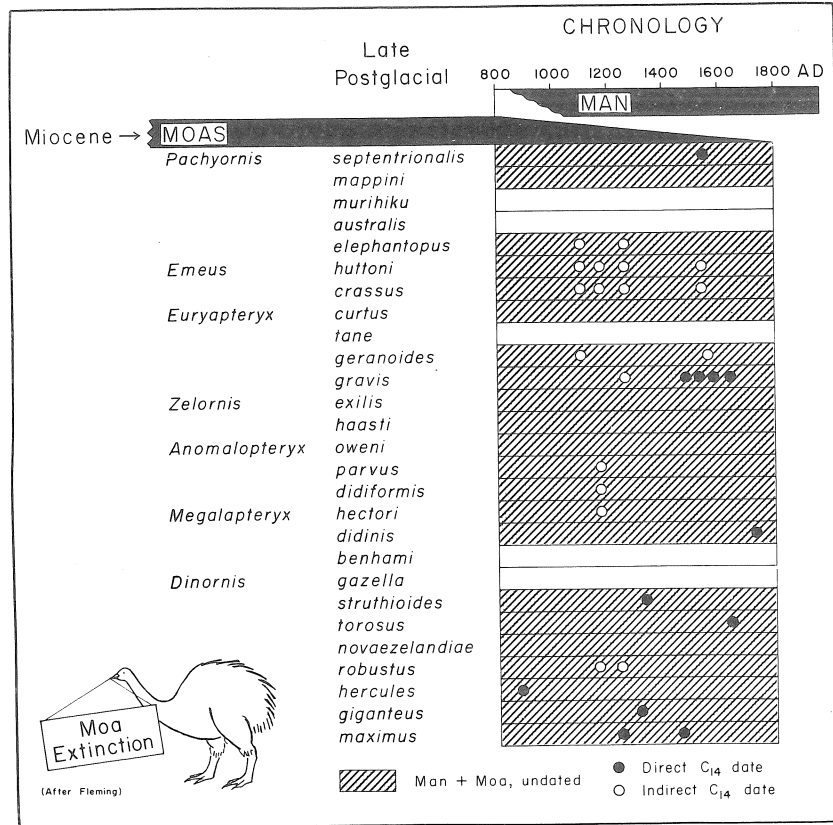 CHRONOLOGY
Late
Postglacial
800 1000 1200 1400 1600 1800 AD
MAN
Miocene → MOAS
Pachyornis septentrionalis
mappini
murihiku
australis
elephantopus
Emeus huttoni
crassus
Euryapteryx curtus
tane
geranoides
gravis
Zelornis exilis
haasti
Anomalopteryx oweni
parvus
didiformis
Megalapteryx hectori
didinis
benhami
Dinornis gazella
struthioides
torosus
novaezelandiae
robustus
hercules
giganteus
maximus
Moa
Extinction
(After Fleming)
Man + Moa, undated
Direct C14 date
Indirect C14 date